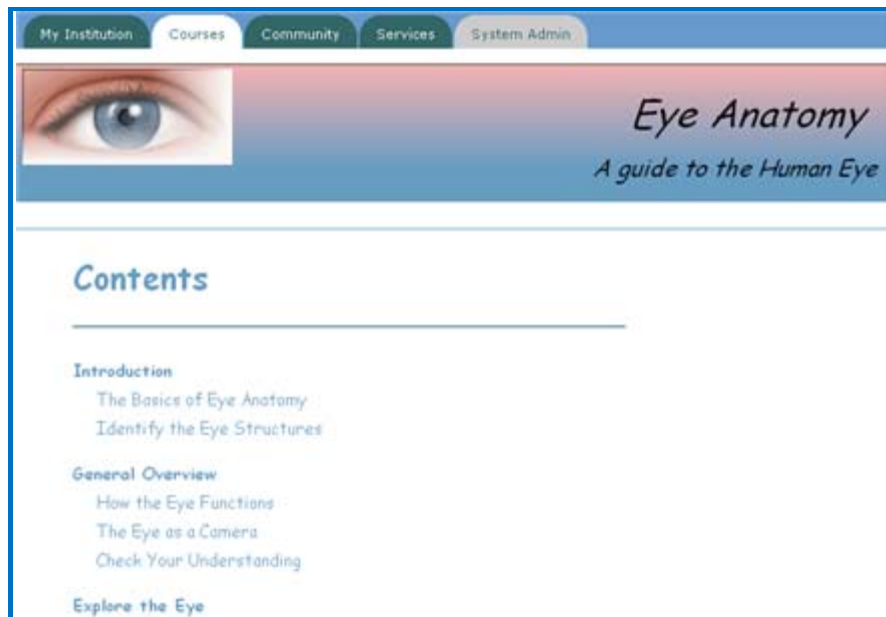 My Institution Courses Community Services System Admin
Eye Anatomy
A guide to the Human Eye
Contents
Introduction
The Basics of Eye Anatomy
Identify the Eye Structures
General Overview
How the Eye Functions
The Eye as a Camera
Check Your Understanding
Explore the Eye